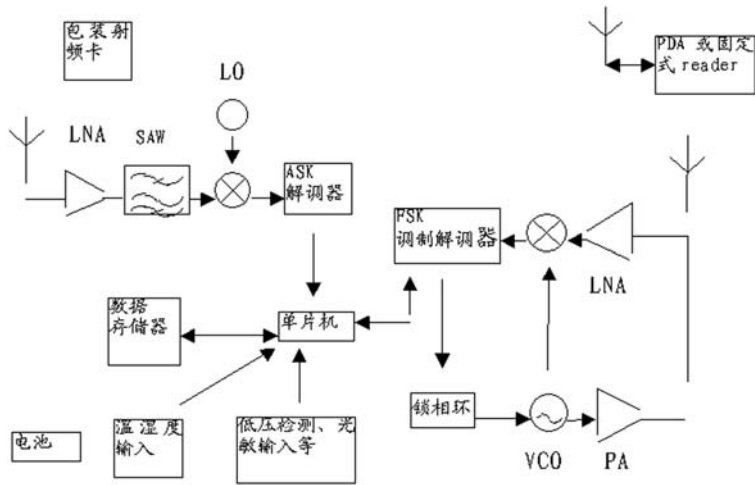 包装射
频卡
PDA 或固定
式 reader
LO
LNA
SAW
ASK
解调器
FSK
调制解调器
LNA
数据
存储器
单片机
锁相环
温湿度
输入
低压检测、光
敏输入等
电池
VCO
PA